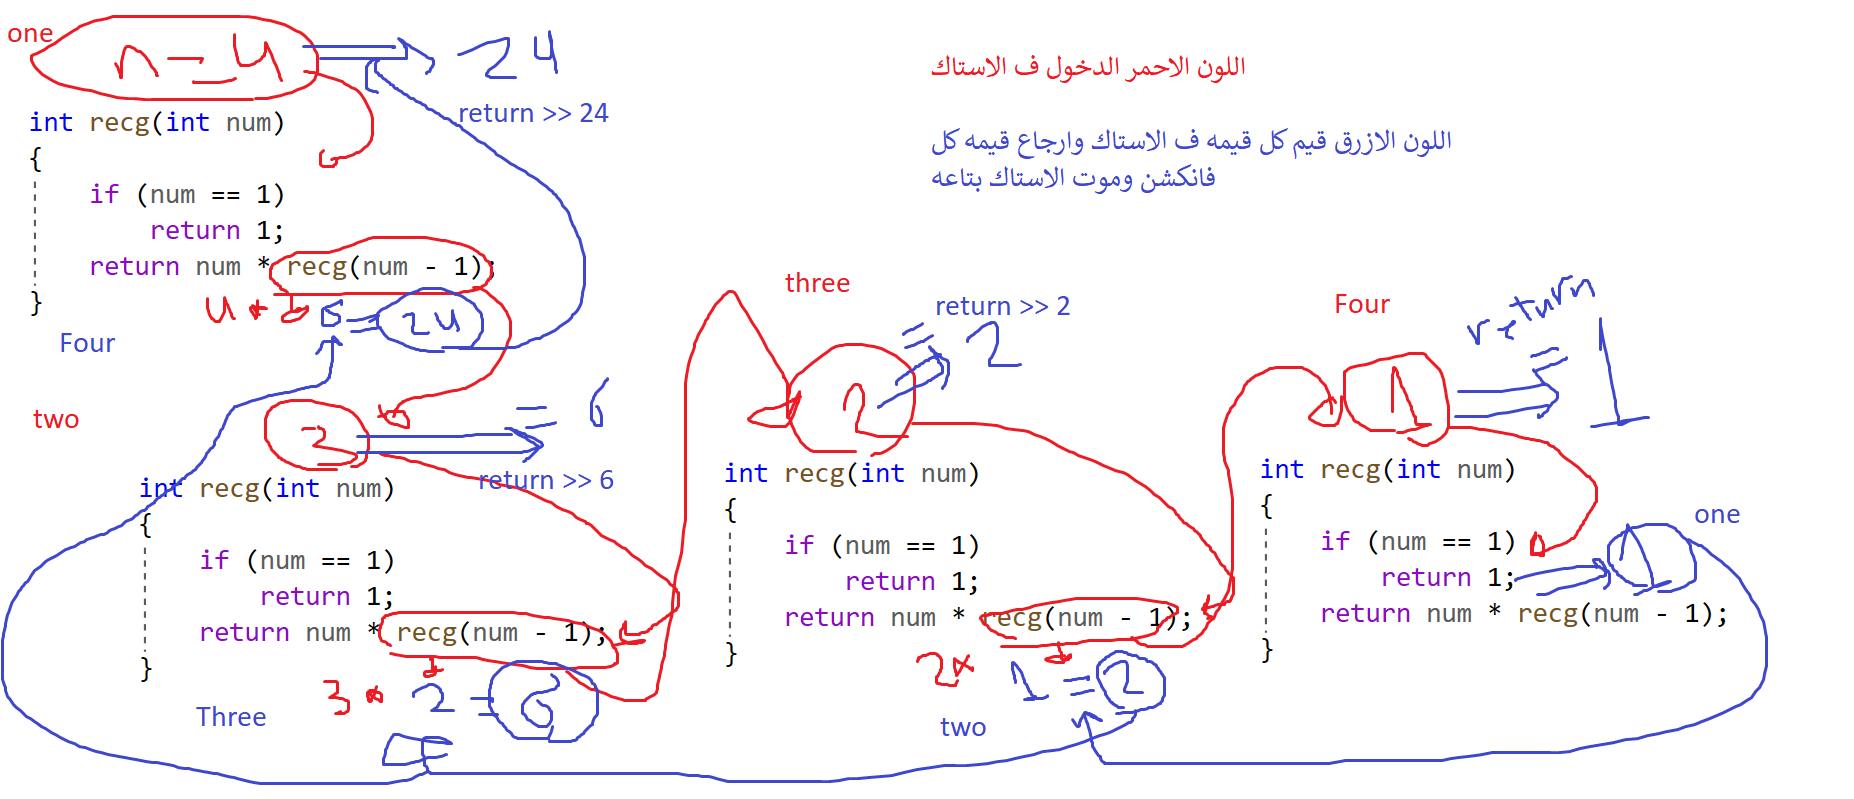 one
n = 4
24
return >> 24
اللون الاحمر الدخول ف الاستاك
اللون الازرق قيم كل قيمه ف الاستاك وارجاع قيمه كل
فانكشن وموت الاستاك بتاعه
int recg(int num)
{
if (num == 1)
return 1;
return num * recg(num - 1);
}
4 * 6 = 24
Four
two
3
= 6
return >> 6
int recg(int num)
{
if (num == 1)
return 1;
return num * recg(num - 1);
}
3 * 2 = 6
Three
three
2
= 2
return >> 2
int recg(int num)
{
if (num == 1)
return 1;
return num * recg(num - 1);
}
2* 1 = 2
two
Four
1
return = 1
int recg(int num)
{
if (num == 1)
return 1;
return num * recg(num - 1);
}
1
one